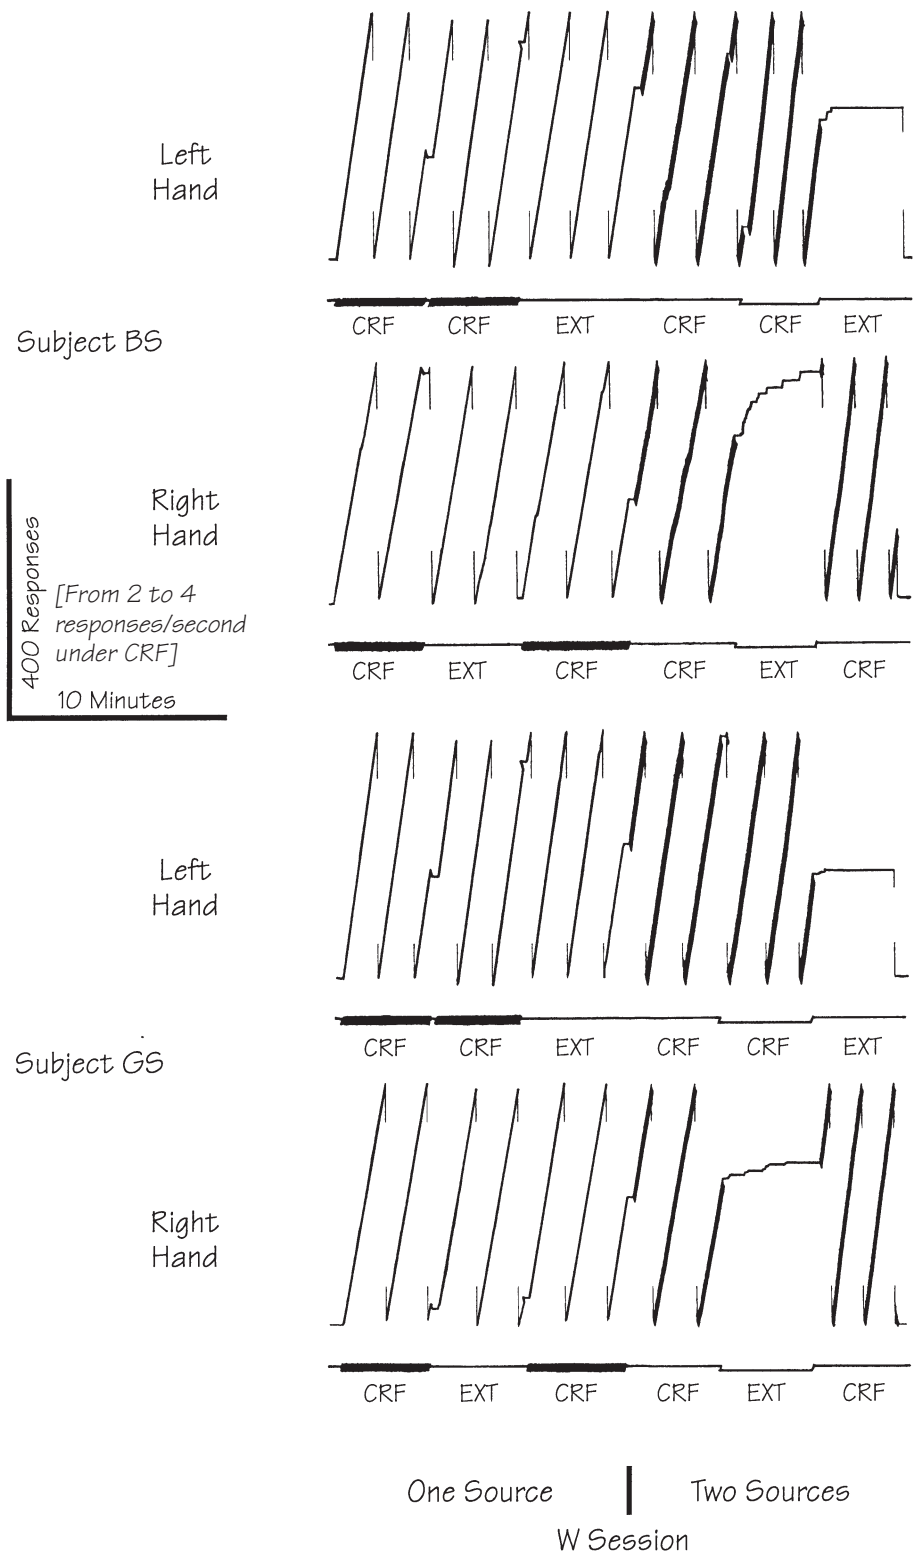 Left
Hand
CRF CRF EXT CRF CRF EXT
Subject BS
Right
Hand
400 Responses
[From 2 to 4
responses/second
under CRF]
10 Minutes
CRF EXT CRF CRF EXT CRF
Left
Hand
CRF CRF EXT CRF CRF EXT
Subject GS
Right
Hand
CRF EXT CRF CRF EXT CRF
One Source Two Sources
W Session